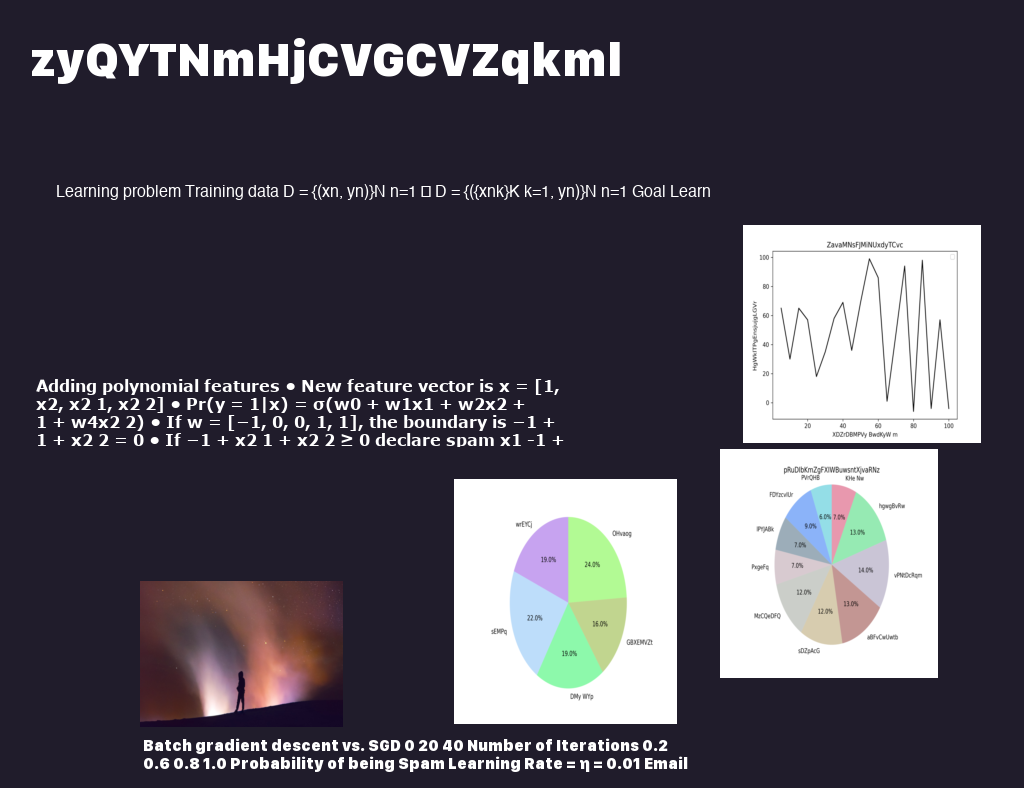 zyQYTNmHjCVGCVZqkml
Learning problem Training data D = {(xn, yn)}N n=1 D = {({xnk}K k=1, yn)}N n=1 Goal Learn
ZavaMNsFJMiNUxdyTCvc
100
80
60
40
20
0
20 40 60 80 100
XDZrDBMPVy BwdKyW m
Adding polynomial features • New feature vector is x = [1,
x2, x2 1, x2 2] • Pr(y = 1|x) = σ(w0 + w1x1 + w2x2 +
1 + w4x2 2) • If w = [−1, 0, 0, 1, 1], the boundary is −1 +
1 + x2 2 = 0 • If −1 + x2 1 + x2 2 ≥ 0 declare spam x1 -1 +
PVrQHB KHe Nw
FDYzcvlUr
hgwgBvRw
PxgeFq
vPNtDcRqm
MzCQeDFQ
aBFvCwUwtb
sDZpAcG
6.0% 7.0%
9.0%
13.0%
7.0%
7.0%
14.0%
12.0%
13.0%
12.0%
wrEYCj
OHvaog
19.0%
24.0%
22.0%
16.0%
sEMPq
GBXEMVZt
19.0%
DMy WYp
Batch gradient descent vs. SGD 0 20 40 Number of Iterations 0.2
0.6 0.8 1.0 Probability of being Spam Learning Rate = η = 0.01 Email